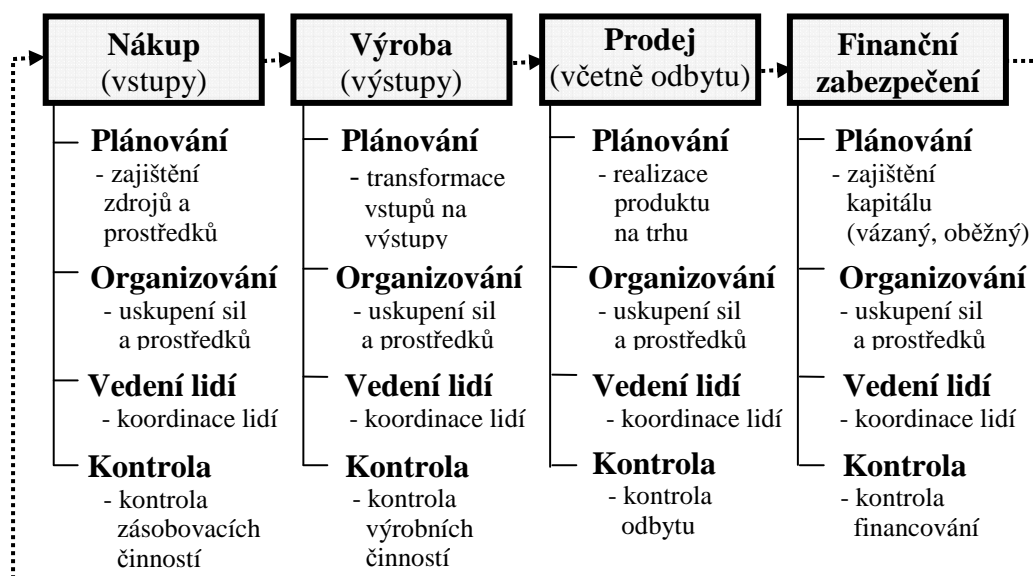 Nákup
(vstupy)
Plánování
- zajištění
zdrojů a
prostředků
Organizování
- uskupení sil
a prostředků
Vedení lidí
- koordinace lidí
Kontrola
- kontrola
zásobovacích
činností
Výroba
(výstupy)
Plánování
- transformace
vstupů na
výstupy
Organizování
- uskupení sil
a prostředků
Vedení lidí
- koordinace lidí
Kontrola
- kontrola
výrobních
činností
Prodej
(včetně odbytu)
Plánování
- realizace
produktu
na trhu
Organizování
- uskupení sil
a prostředků
Vedení lidí
- koordinace lidí
Kontrola
- kontrola
odbytu
Finanční
zabezpečení
Plánování
- zajištění
kapitálu
(vázaný, oběžný)
Organizování
- uskupení sil
a prostředků
Vedení lidí
- koordinace lidí
Kontrola
- kontrola
financování